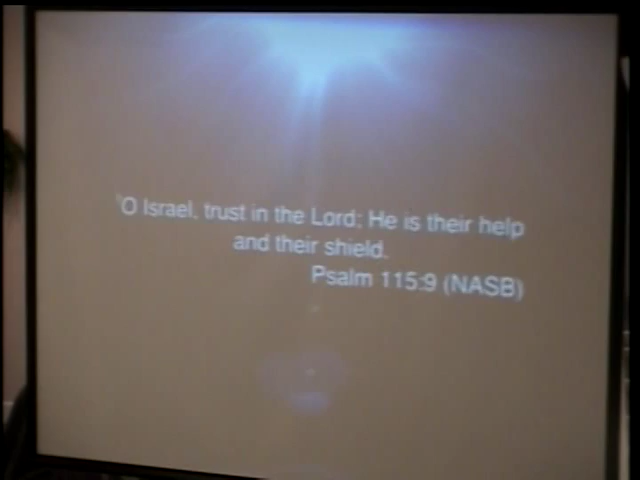 O Israel, trust in the Lord; He is their help
and their shield.
Psalm 115:9 (NASB)